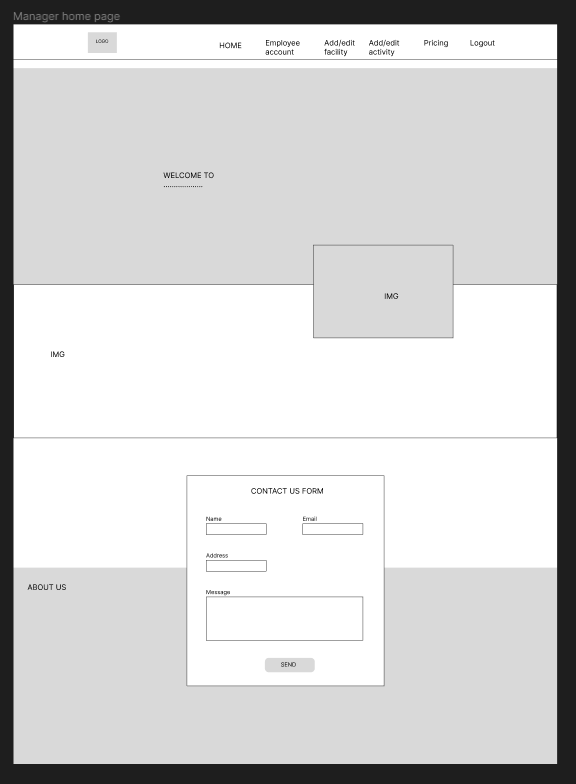 Manager home page
LOGO
HOME
Employee
account
Add/edit
facility
Add/edit
activity
Pricing
Logout
WELCOME TO
...................
IMG
IMG
CONTACT US FORM
Name
Email
Address
Message
SEND
ABOUT US